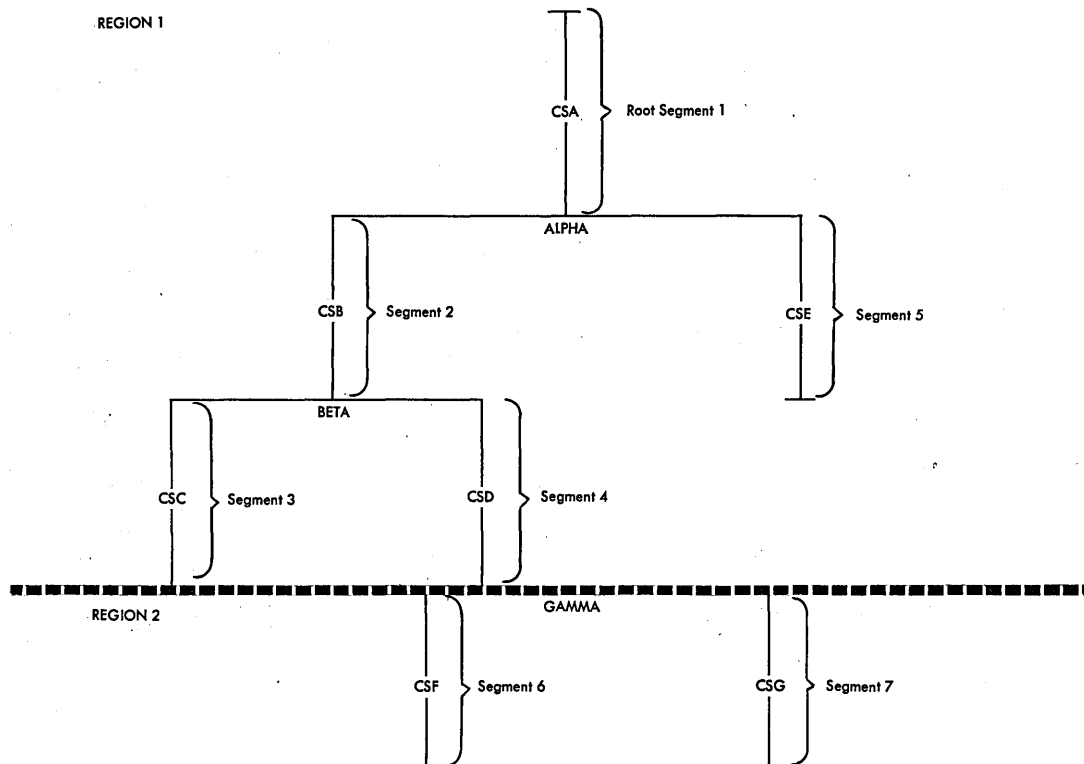 REGION 1
CSA
Root Segment 1
ALPHA
CSB
Segment 2
CSE
Segment 5
BETA
CSC
Segment 3
CSD
Segment 4
GAMMA
REGION 2
CSF
Segment 6
CSG
Segment 7